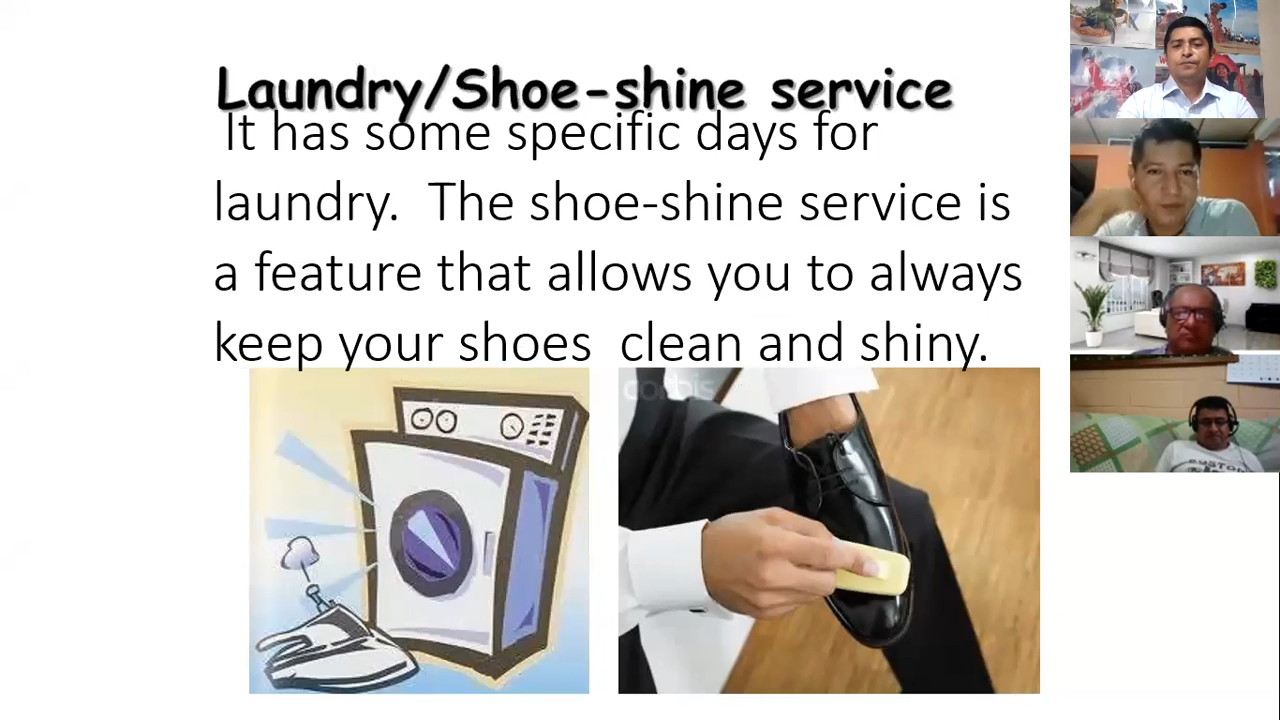 Laundry/Shoe-shine service
It has some specific days for
laundry.  The shoe-shine service is
a feature that allows you to always
keep your shoes  clean and shiny.
corbis